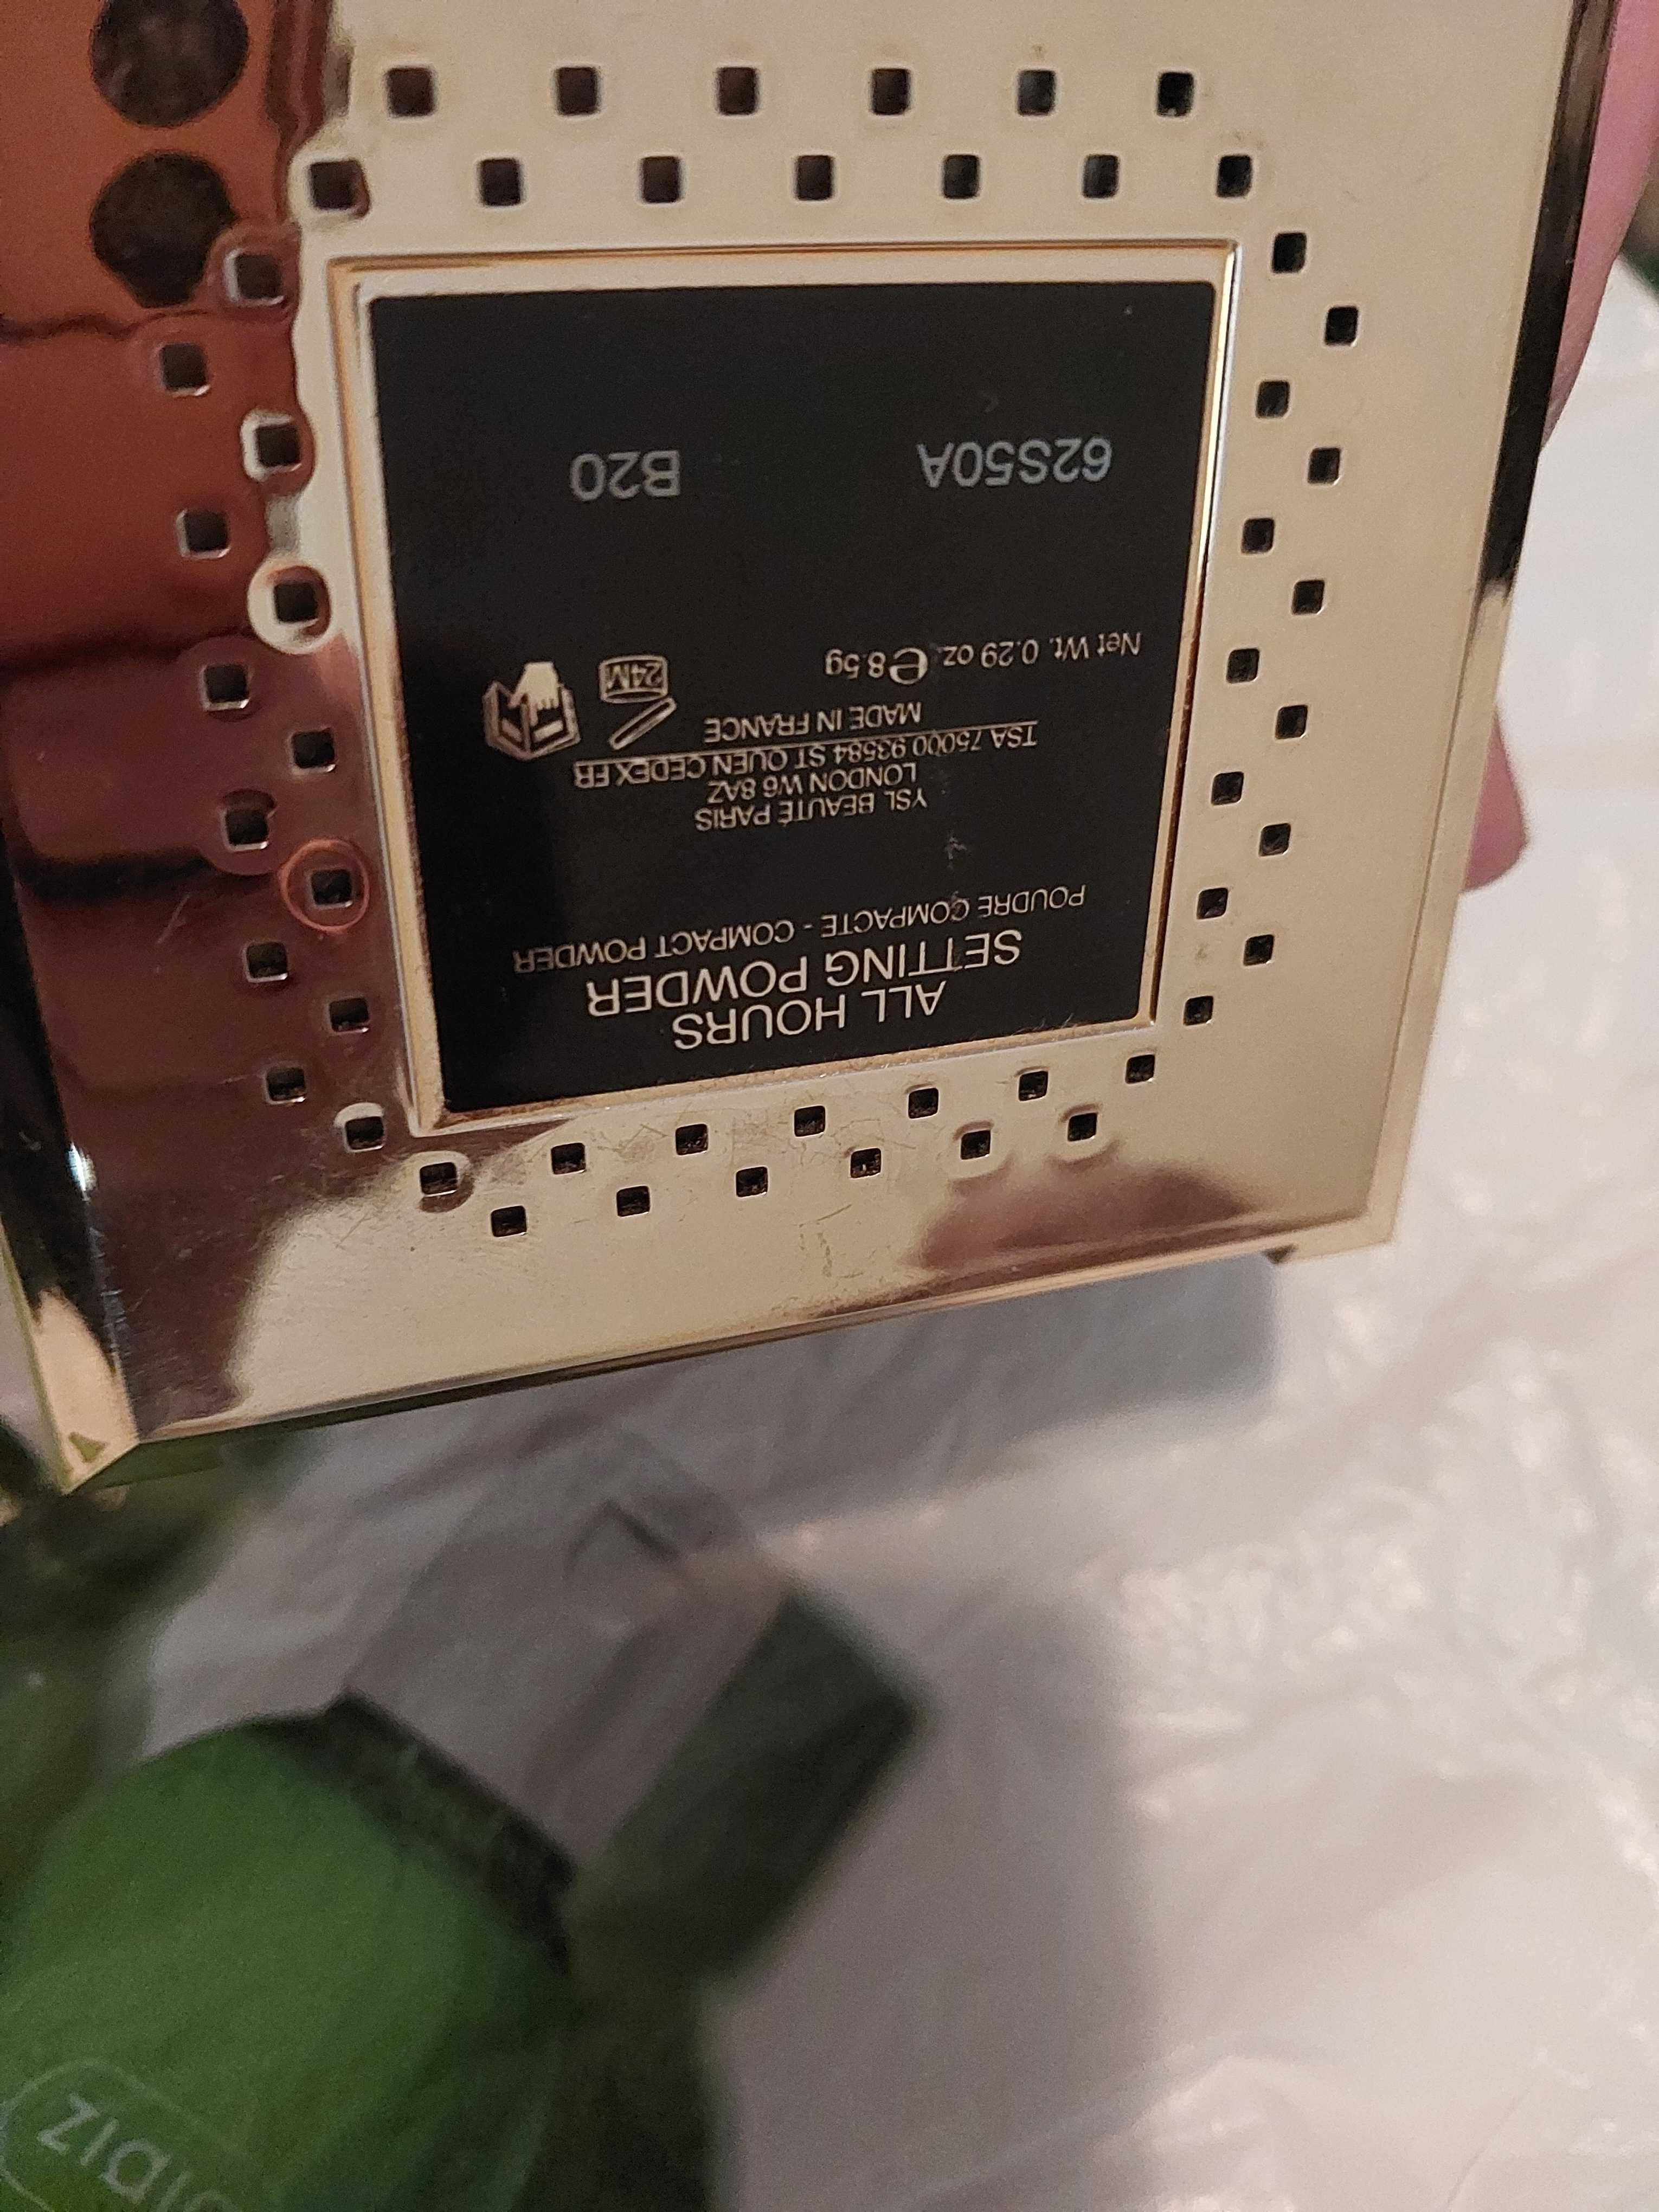 ALL HOURS
SETTING POWDER
POUDRE COMPACTE - COMPACT POWDER
YSL BEAUTÉ PARIS
LONDON W6 8AZ
TSA 75000 93584 ST OUEN CEDEX FR
MADE IN FRANCE
Net Wt. 0.29 oz. ℮8.5g
24M
62S50A B20